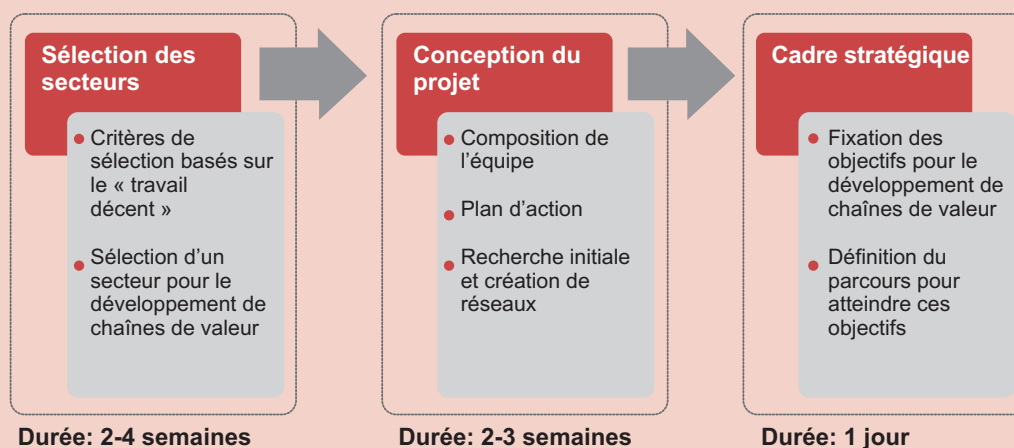 Sélection des
secteurs
Critères de
sélection basés sur
le « travail
décent »
Sélection d’un
secteur pour le
développement de
chaînes de valeur
Durée: 2-4 semaines
Conception du
projet
Composition de
l’équipe
Plan d’action
Recherche initiale
et création de
réseaux
Durée: 2-3 semaines
Cadre stratégique
Fixation des
objectifs pour le
développement de
chaînes de valeur
Définition du
parcours pour
atteindre ces
objectifs
Durée: 1 jour